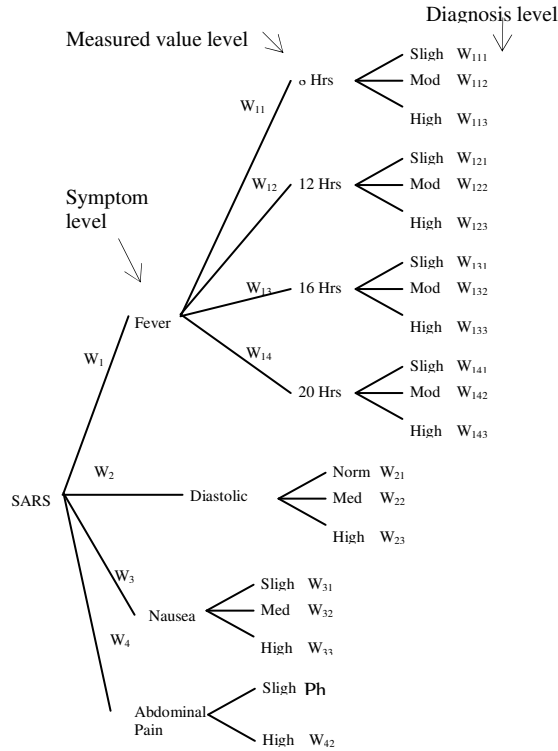 Diagnosis level
Measured value level
Sligh W111
W11 8 Hrs Mod W112
High W113
Sligh W121
W12 12 Hrs Mod W122
High W123
Symptom
level
Sligh W131
W13 16 Hrs Mod W132
High W133
Fever
W1
W14
Sligh W141
20 Hrs Mod W142
High W143
W2
SARS
Diastolic
Norm W21
Med W22
High W23
W3
Nausea
Sligh W31
Med W32
High W33
W4
Abdominal
Pain
Sligh Ph
High W42